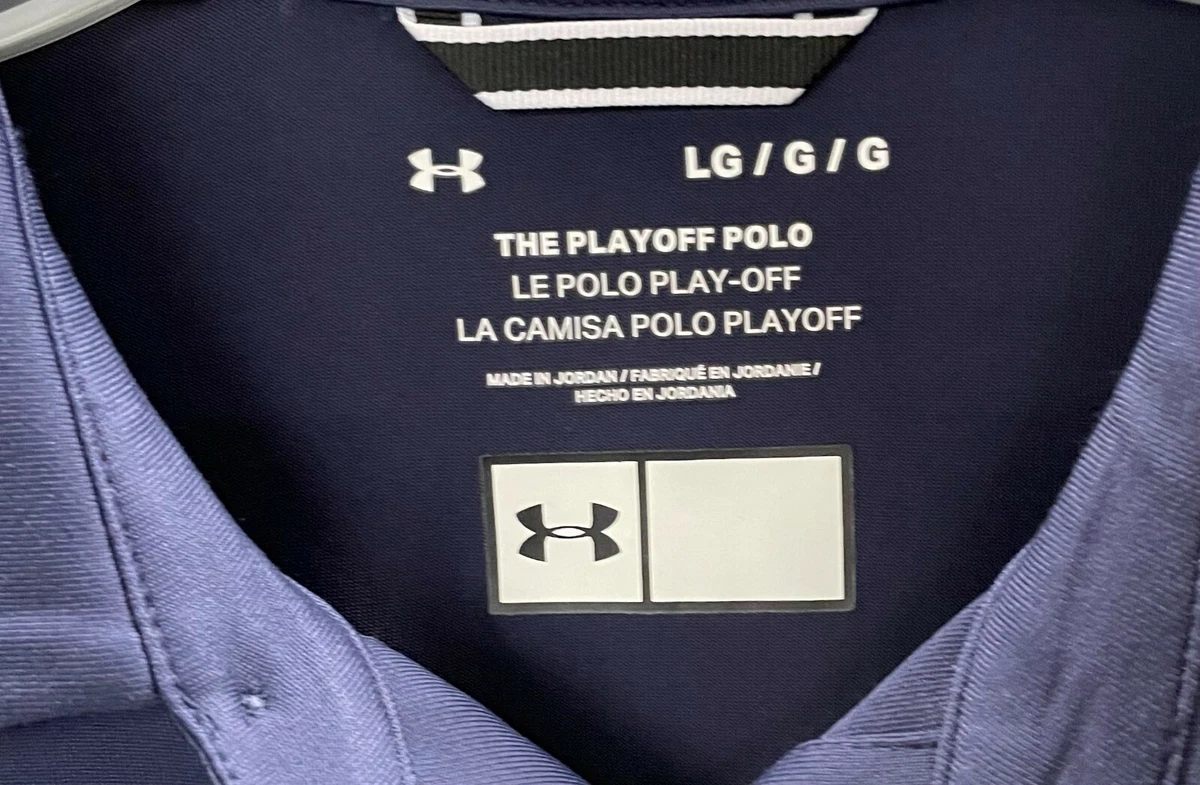 LG / G / G
THE PLAYOFF POLO
LE POLO PLAY-OFF
LA CAMISA POLO PLAYOFF
MADE IN JORDAN / FABRIQUÉ EN JORDANIE /
HECHO EN JORDANIA